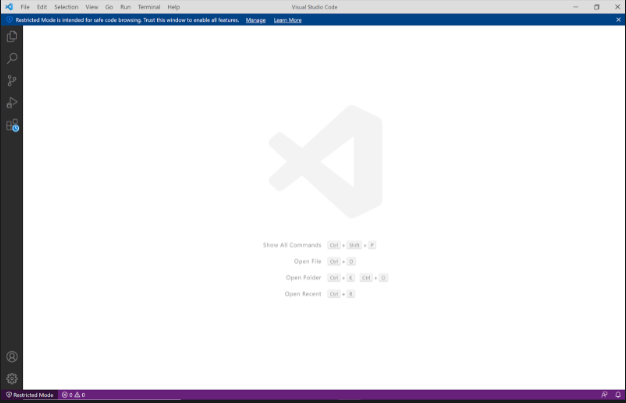 File Edit Selection View Go Run Terminal Help Visual Studio Code
Restricted Mode is intended for safe code browsing. Trust this window to enable all features. Manage Learn More
Show All Commands Ctrl + Shift + P
Open File Ctrl + O
Open Folder Ctrl + K Ctrl + O
Open Recent Ctrl + R
Restricted Mode 0 0